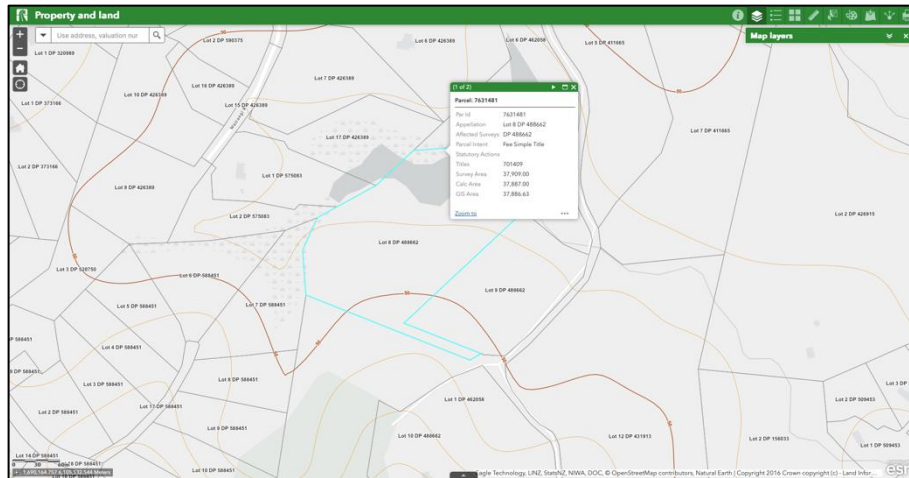 Property and land
Use address, valuation nur
Map layers
Lot 1 DP 320980
Lot 2 DP 590375
Lot 6 DP 426389
Lot 6 DP 462058
Lot 5 DP 411665
Lot 7 DP 426389
Lot 16 DP 426389
Lot 10 DP 426389
Lot 15 DP 426389
Lot 1 DP 373166
Lot 17 DP 426389
Lot 7 DP 411665
Lot 2 DP 373166
Lot 1 DP 575083
Lot 8 DP 426389
Lot 2 DP 575083
Lot 2 DP 426915
(1 of 2)
Parcel: 7631481
Par Id 7631481
Appellation Lot 8 DP 488662
Affected Surveys DP 488662
Parcel Intent Fee Simple Title
Statutory Actions
Titles 701409
Survey Area 37,909.00
Calc Area 37,887.00
GIS Area 37,886.63
Zoom to
Lot 8 DP 488662
Lot 6 DP 588451
Lot 9 DP 488662
Lot 5 DP 588451
Lot 7 DP 588451
50
Lot 4 DP 588451
Lot 3 DP 588451
Lot 8 DP 588451
Lot 2 DP 588451
Lot 17 DP 588451
Lot 1 DP 462058
Lot 9 DP 588451
Lot 10 DP 488662
Lot 12 DP 431913
Lot 2 DP 158033
Lot 2 DP 509453
Lot 1 DP 509453
Lot 3 DP
Lot 14 DP 588451
Lot 10 DP 588451
Eagle Technology, LINZ, StatsNZ, NIWA, DOC, © OpenStreetMap contributors, Natural Earth | Copyright 2016 Crown copyright (c) - Land Infor...
esri